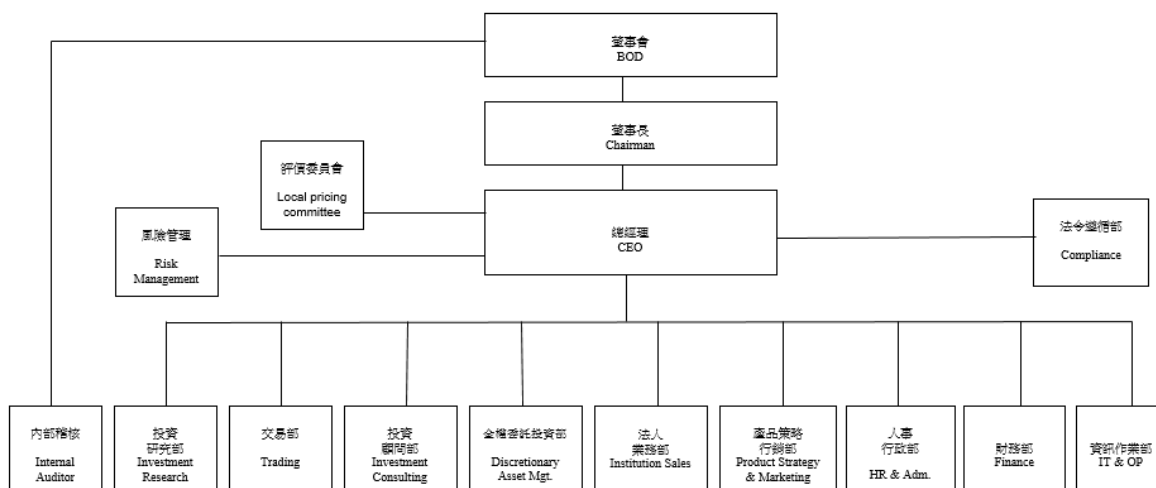 董事會
BOD
董事長
Chairman
評價委員會
Local pricing
committee
風險管理
Risk
Management
總經理
CEO
法令遵循部
Compliance
內部稽核
Internal
Auditor
投資
研究部
Investment
Research
交易部
Trading
投資
顧問部
Investment
Consulting
全權委託投資部
Discretionary
Asset Mgt.
法人
業務部
Institution Sales
產品策略
行銷部
Product Strategy
& Marketing
人事
行政部
HR & Adm.
財務部
Finance
資訊作業部
IT & OP